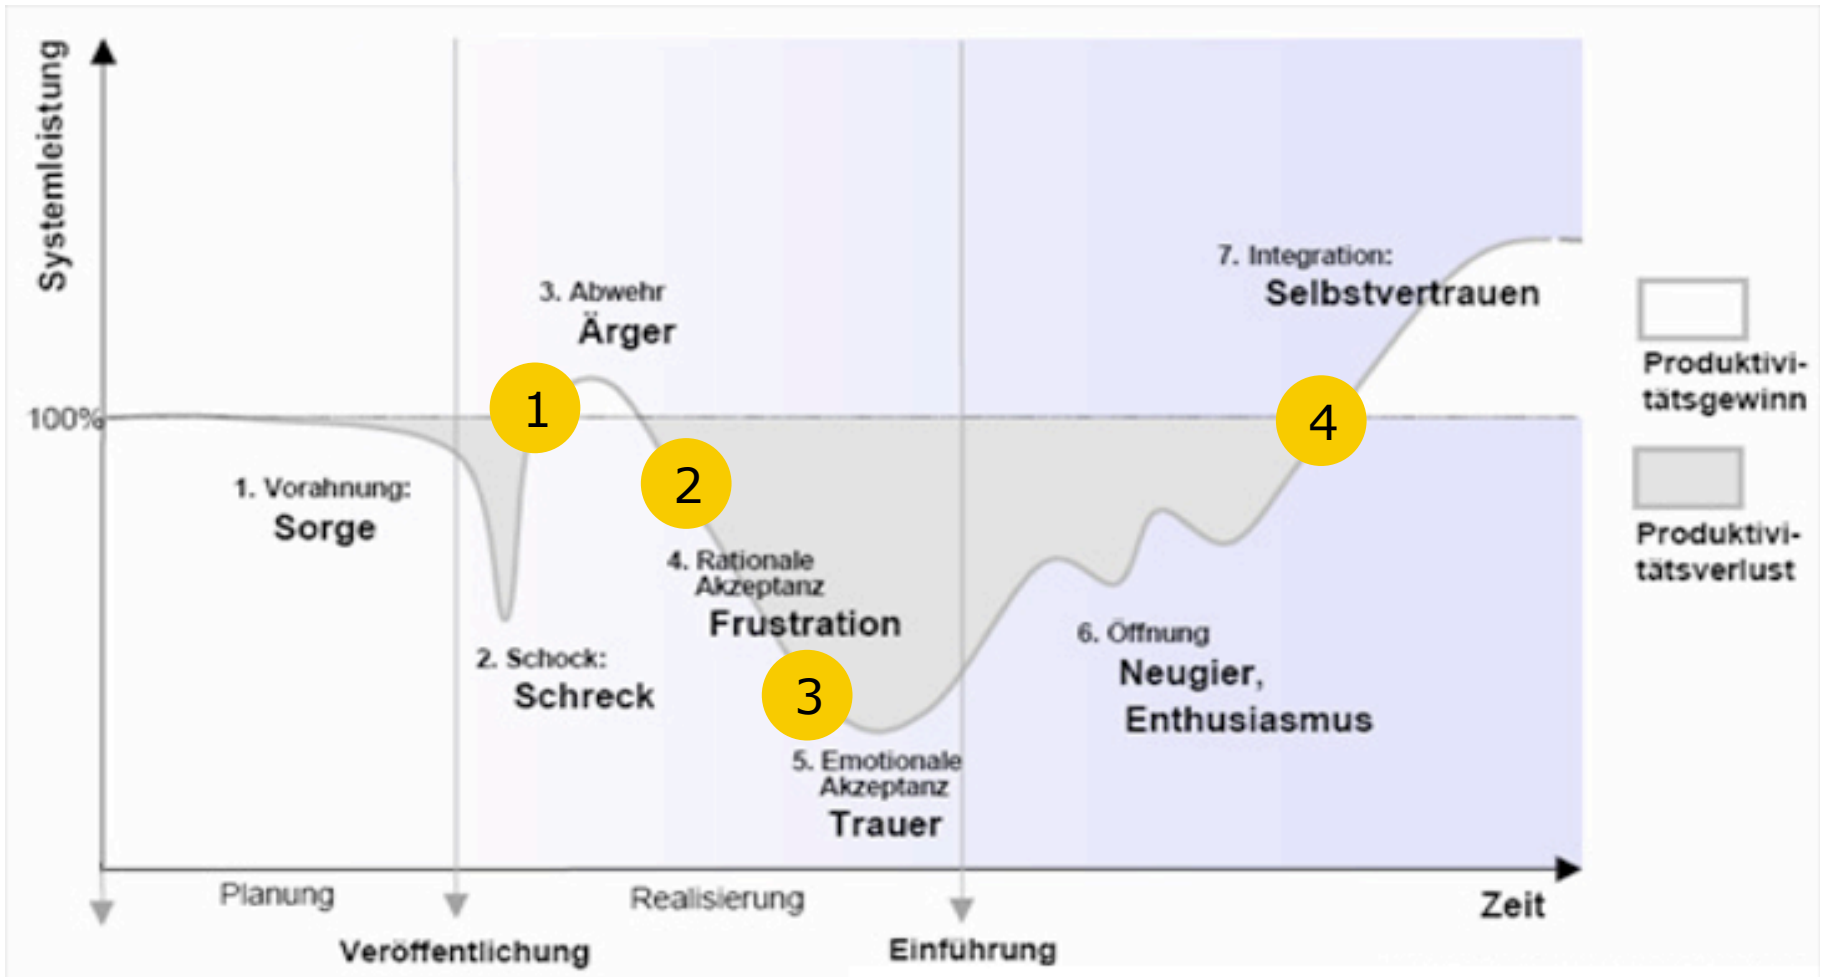 Systemleistung
100%
1. Vorahnung:
Sorge
2. Schock:
Schreck
3. Abwehr
Ärger
1
2
4. Rationale
Akzeptanz
Frustration
3
5. Emotionale
Akzeptanz
Trauer
6. Öffnung
Neugier,
Enthusiasmus
4
7. Integration:
Selbstvertrauen
Produktivi-
tätsgewinn
Produktivi-
tätsverlust
Planung
Realisierung
Zeit
Veröffentlichung
Einführung